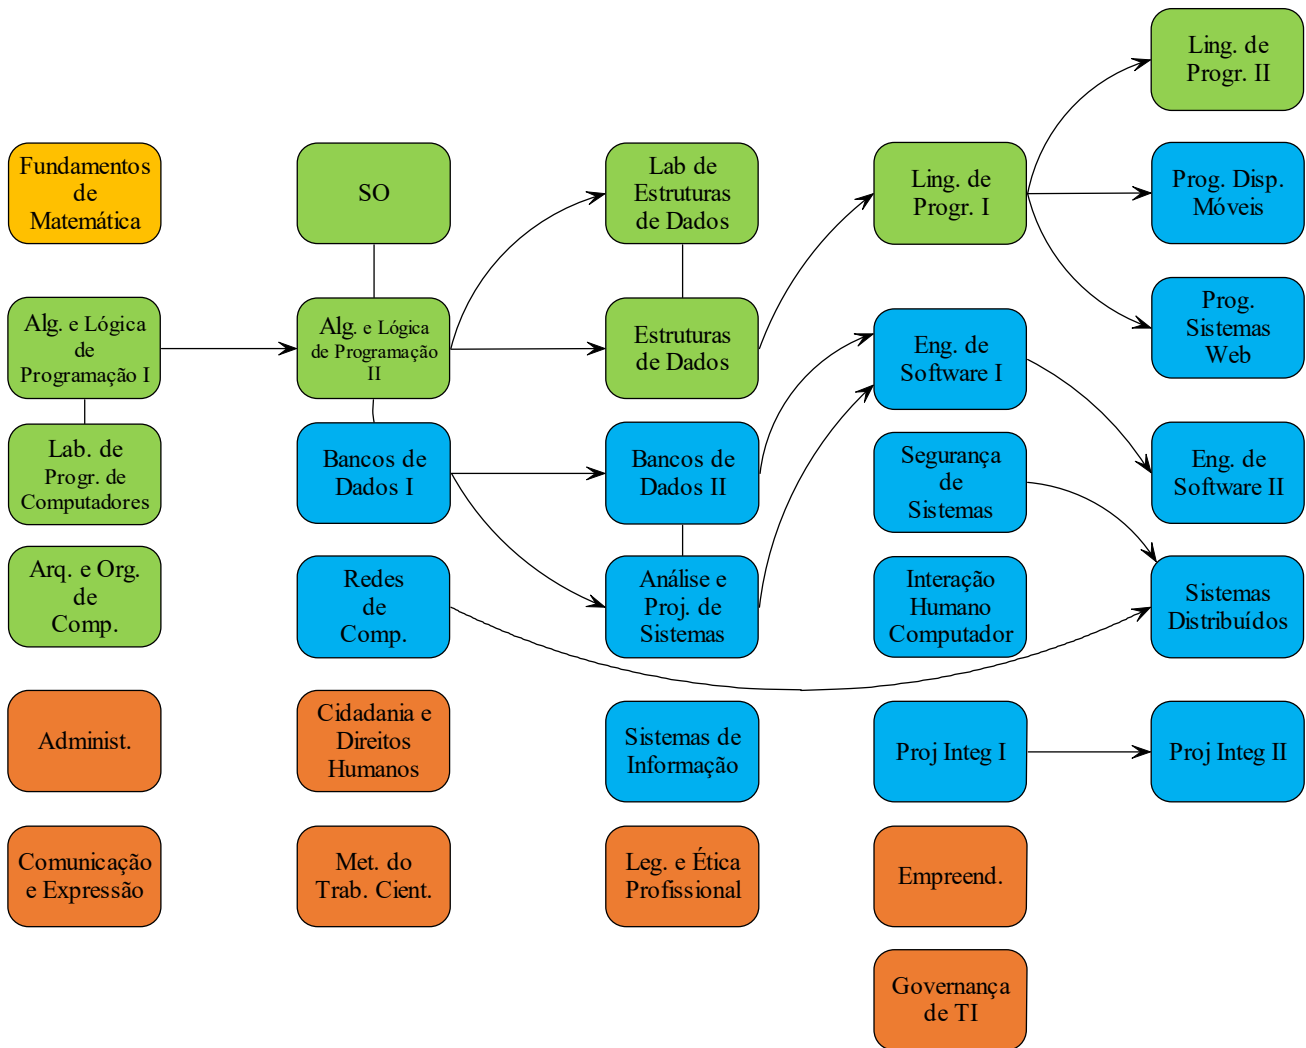 Ling. de
Progr. II
Fundamentos
de
Matemática
SO
Lab de
Estruturas
de Dados
Ling. de
Progr. I
Prog. Disp.
Móveis
Alg. e Lógica
de
Programação I
Alg. e Lógica
de Programação
II
Estruturas
de Dados
Eng. de
Software I
Prog.
Sistemas
Web
Lab. de
Progr. de
Computadores
Bancos de
Dados I
Bancos de
Dados II
Segurança
de
Sistemas
Eng. de
Software II
Arq. e Org.
de
Comp.
Redes
de
Comp.
Análise e
Proj. de
Sistemas
Interação
Humano
Computador
Sistemas
Distribuídos
Administ.
Cidadania e
Direitos
Humanos
Sistemas de
Informação
Proj Integ I
Proj Integ II
Comunicação
e Expressão
Met. do
Trab. Cient.
Leg. e Ética
Profissional
Empreend.
Governança
de TI